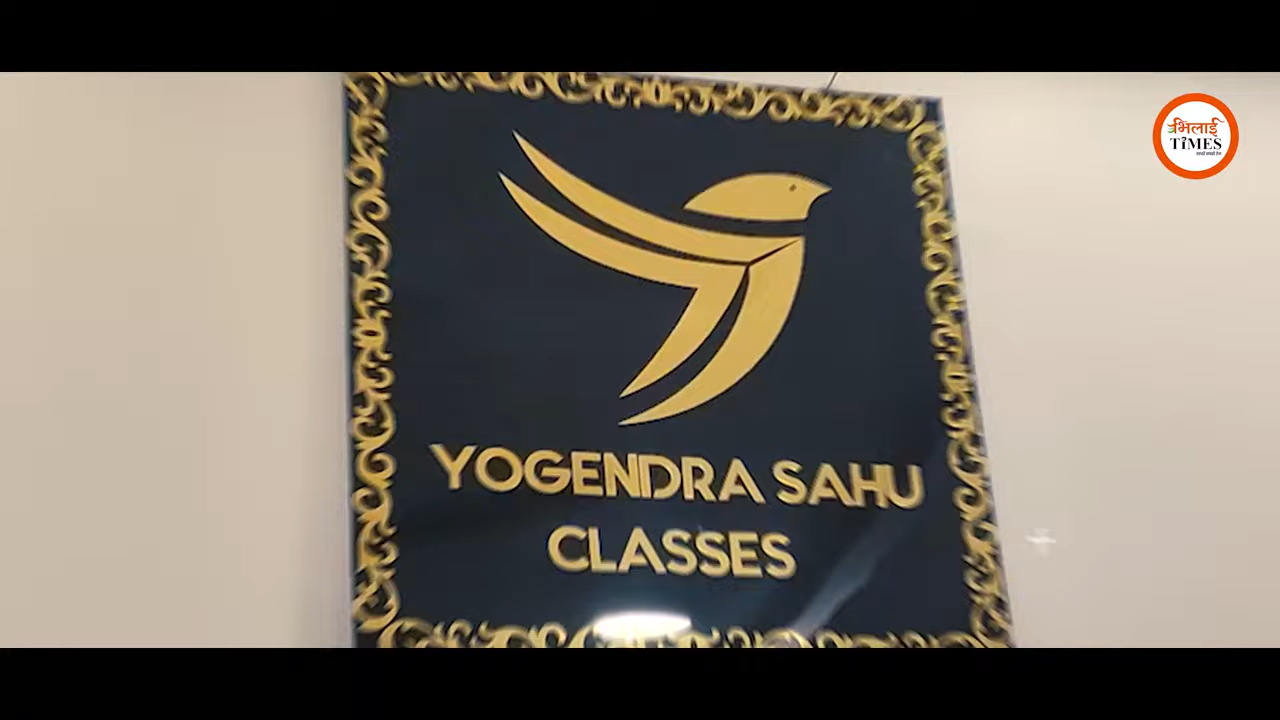 भिलाई
TiMES
YOGENDRA SAHU
CLASSES